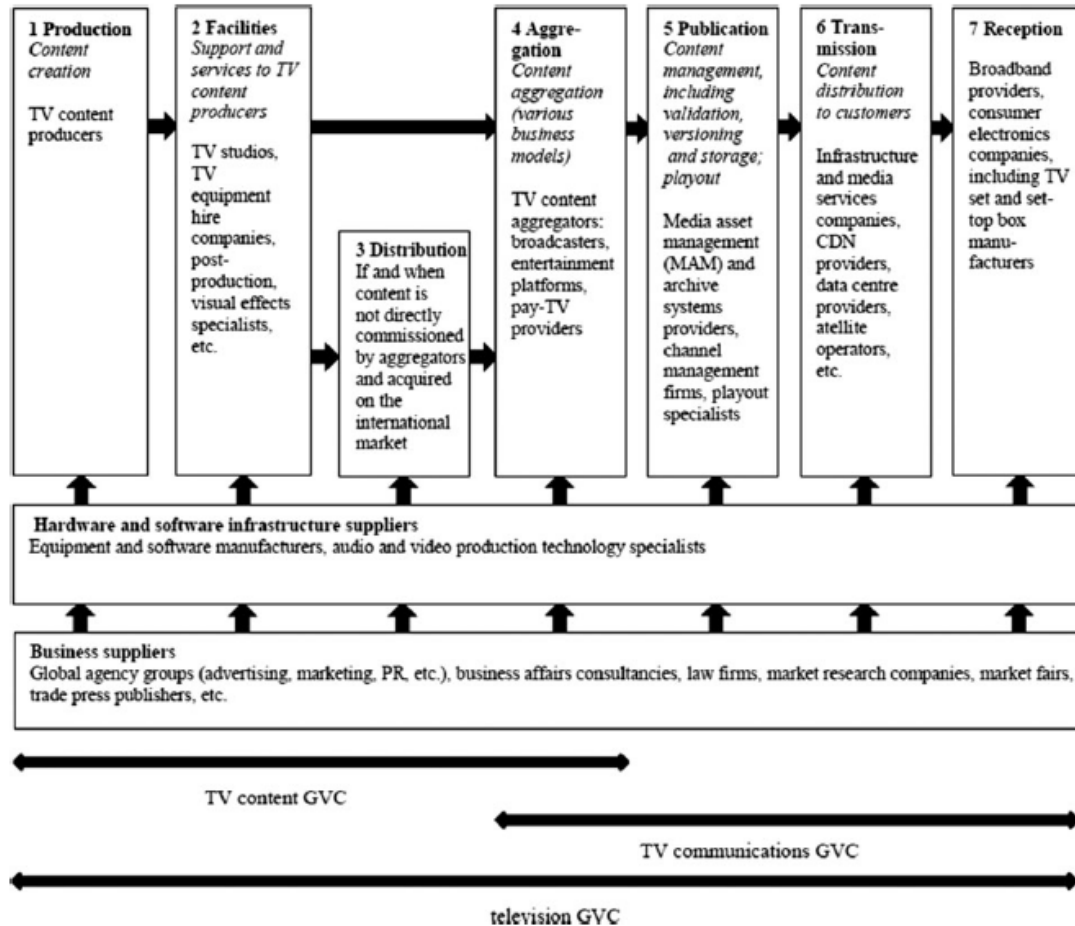 1 Production
Content
creation
TV content
producers
2 Facilities
Support and
services to TV
content
producers
TV studios,
TV
equipment
hire
companies,
post-
production,
visual effects
specialists,
etc.
3 Distribution
If and when
content is
not directly
commissioned
by aggregators
and acquired
on the
international
market
4 Aggre-
gation
Content
aggregation
(various
business
models)
TV content
aggregators:
broadcasters,
entertainment
platforms,
pay-TV
providers
5 Publication
Content
management,
including
validation,
versioning
and storage;
playout
Media asset
management
(MAM) and
archive
systems
providers,
channel
management
firms, playout
specialists
6 Trans-
mission
Content
distribution
to customers
Infrastructure
and media
services
companies,
CDN
providers,
data centre
providers,
atellite
operators,
etc.
7 Reception
Broadband
providers,
consumer
electronics
companies,
including TV
set and set-
top box
manu-
facturers
Hardware and software infrastructure suppliers
Equipment and software manufacturers, audio and video production technology specialists
Business suppliers
Global agency groups (advertising, marketing, PR, etc.), business affairs consultancies, law firms, market research companies, market fairs,
trade press publishers, etc.
TV content GVC
TV communications GVC
television GVC